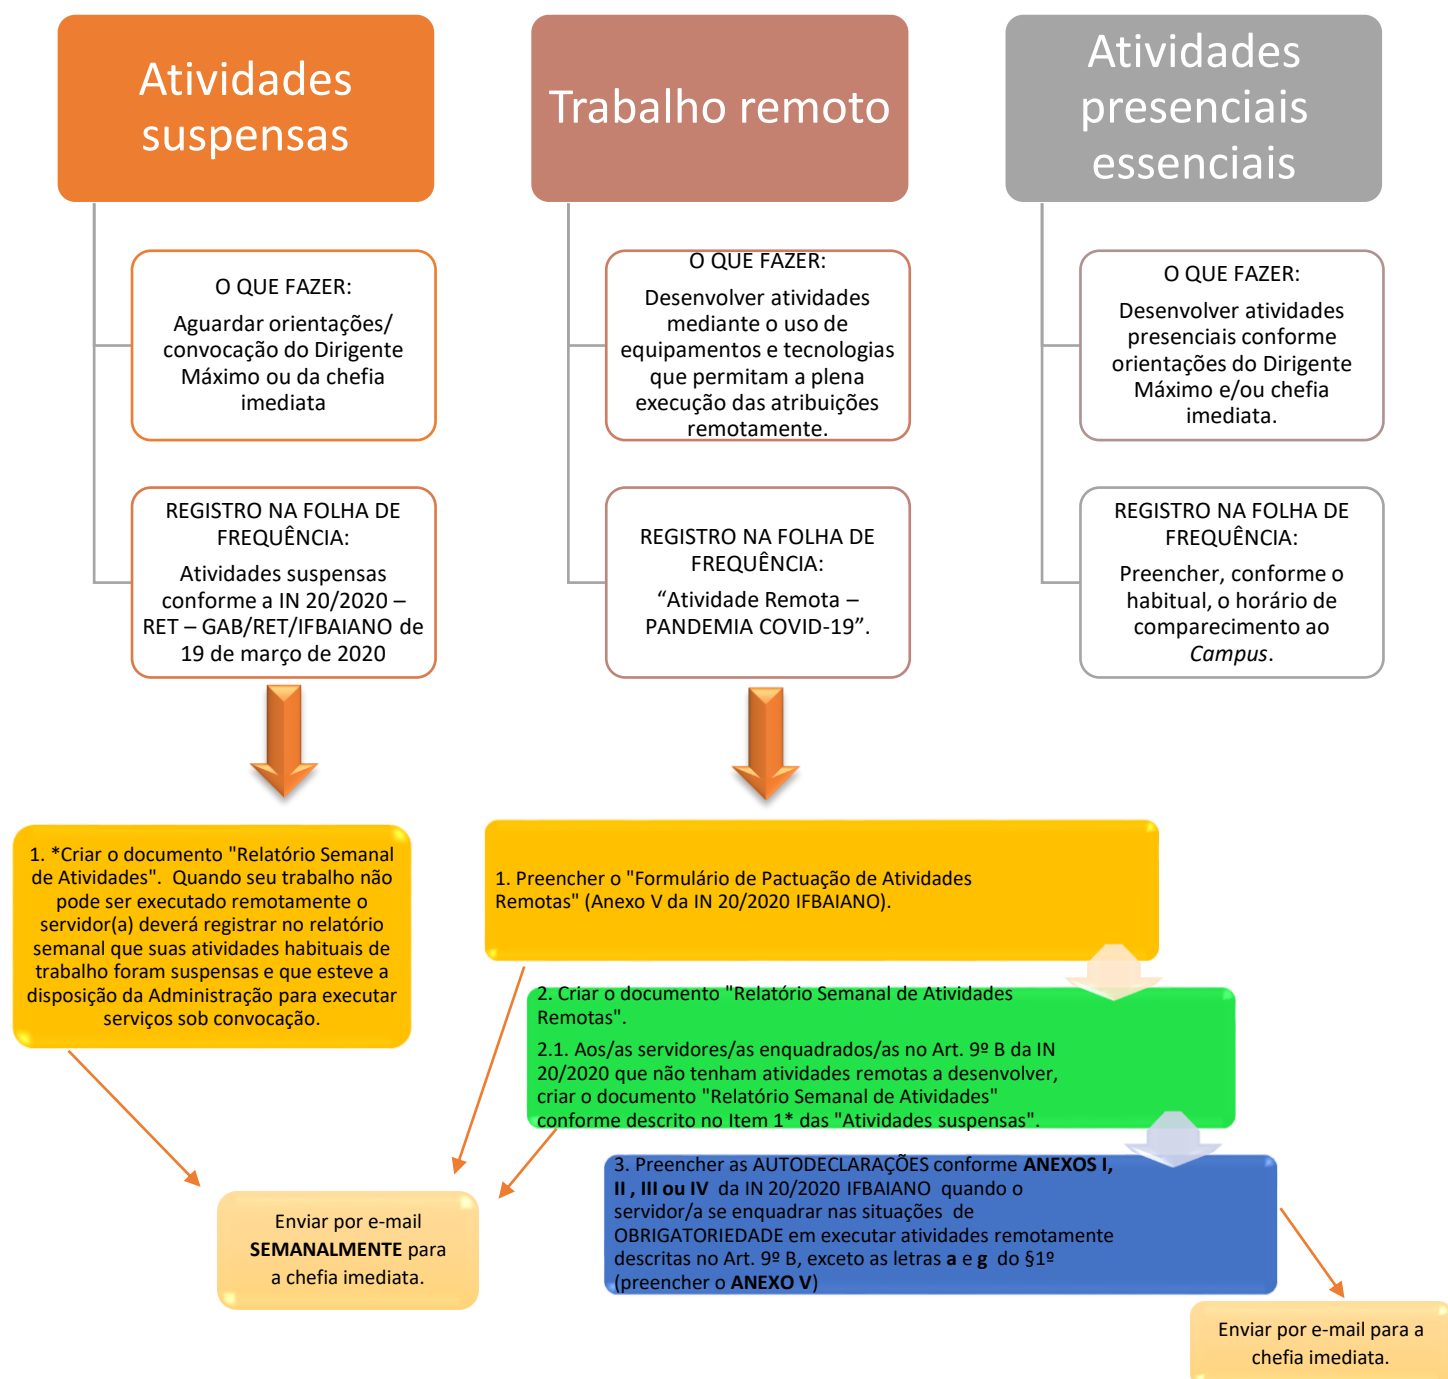 Atividades
suspensas
O QUE FAZER:
Aguardar orientações/
convocação do Dirigente
Máximo ou da chefia
imediata
REGISTRO NA FOLHA DE
FREQUÊNCIA:
Atividades suspensas
conforme a IN 20/2020 –
RET – GAB/RET/IFBAIANO de
19 de março de 2020
Trabalho remoto
O QUE FAZER:
Desenvolver atividades
mediante o uso de
equipamentos e tecnologias
que permitam a plena
execução das atribuições
remotamente.
REGISTRO NA FOLHA DE
FREQUÊNCIA:
“Atividade Remota –
PANDEMIA COVID-19”.
Atividades
presenciais
essenciais
O QUE FAZER:
Desenvolver atividades
presenciais conforme
orientações do Dirigente
Máximo e/ou chefia
imediata.
REGISTRO NA FOLHA DE
FREQUÊNCIA:
Preencher, conforme o
habitual, o horário de
comparecimento ao
Campus.
1. *Criar o documento "Relatório Semanal
de Atividades". Quando seu trabalho não
pode ser executado remotamente o
servidor(a) deverá registrar no relatório
semanal que suas atividades habituais de
trabalho foram suspensas e que esteve a
disposição da Administração para executar
serviços sob convocação.
1. Preencher o "Formulário de Pactuação de Atividades
Remotas" (Anexo V da IN 20/2020 IFBAIANO).
2. Criar o documento "Relatório Semanal de Atividades
Remotas".
2.1. Aos/as servidores/as enquadrados/as no Art. 9º B da IN
20/2020 que não tenham atividades remotas a desenvolver,
criar o documento "Relatório Semanal de Atividades"
conforme descrito no Item 1* das "Atividades suspensas".
3. Preencher as AUTODECLARAÇÕES conforme ANEXOS I,
II , III ou IV da IN 20/2020 IFBAIANO quando o
servidor/a se enquadrar nas situações de
OBRIGATORIEDADE em executar atividades remotamente
descritas no Art. 9º B, exceto as letras a e g do §1º
(preencher o ANEXO V)
Enviar por e-mail
SEMANALMENTE para
a chefia imediata.
Enviar por e-mail para a
chefia imediata.